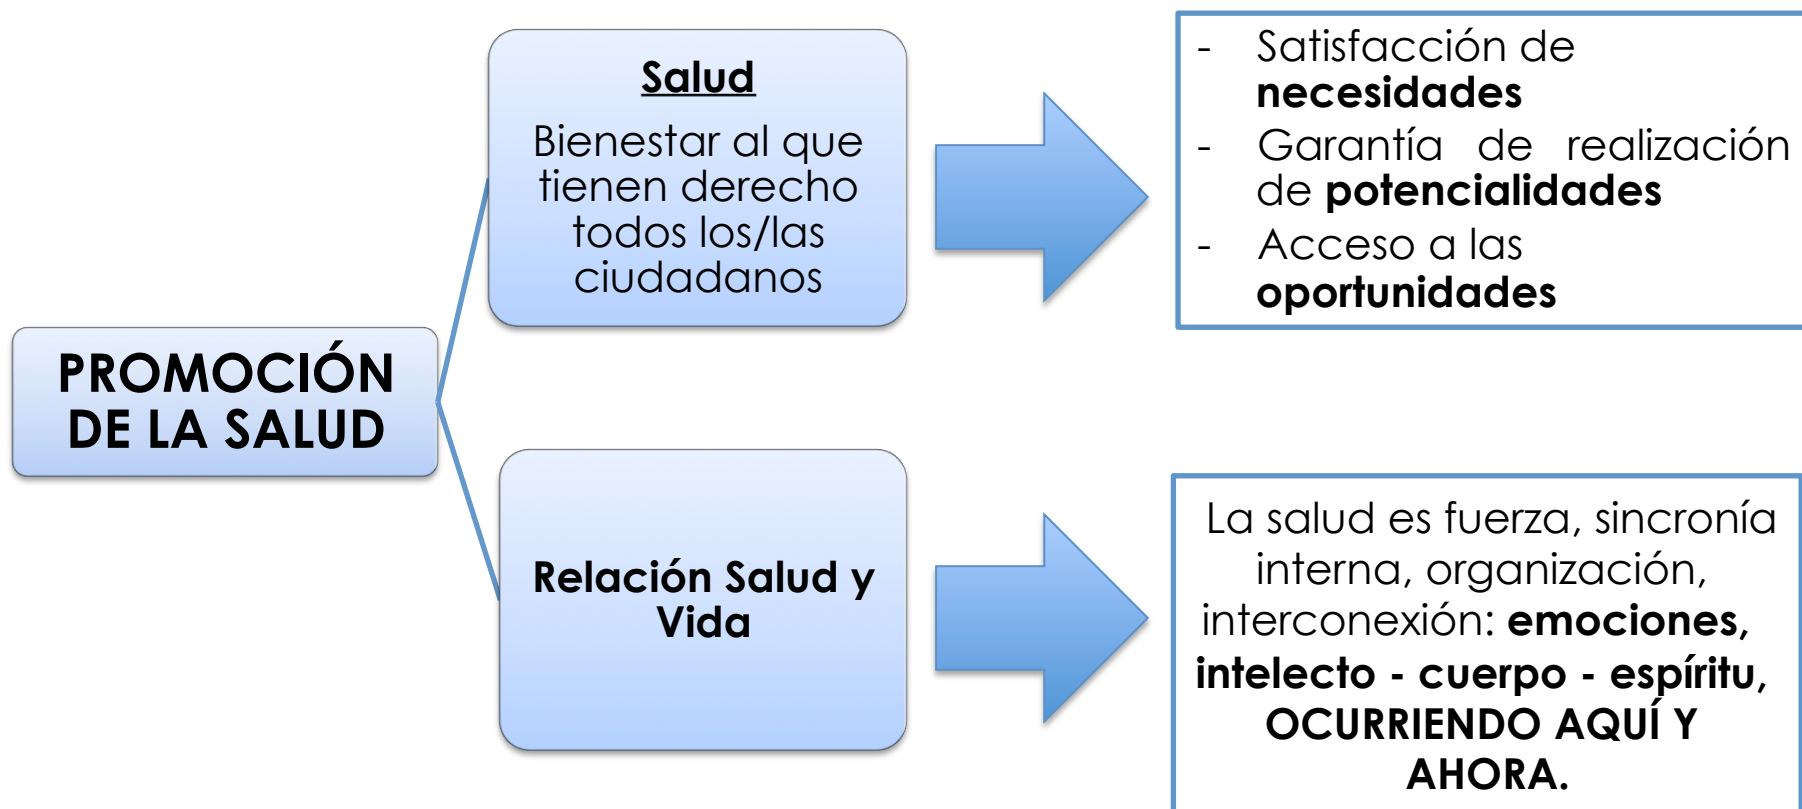 PROMOCIÓN
DE LA SALUD
Salud
Bienestar al que
tienen derecho
todos los/las
ciudadanos
- Satisfacción de
necesidades
- Garantía de realización
de potencialidades
- Acceso a las
oportunidades
Relación Salud y
Vida
La salud es fuerza, sincronía
interna, organización,
interconexión: emociones,
intelecto - cuerpo - espíritu,
OCURRIENDO AQUÍ Y
AHORA.